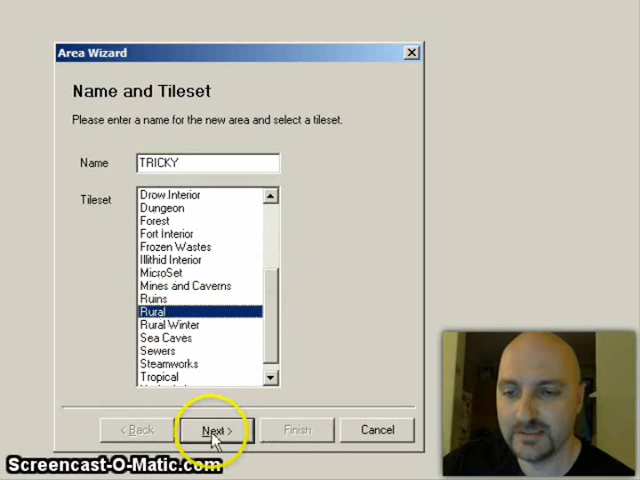 Area Wizard
Name and Tileset
Please enter a name for the new area and select a tileset.
Name TRICKY
Tileset
Drow Interior
Dungeon
Forest
Fort Interior
Frozen Wastes
Illithid Interior
MicroSet
Mines and Caverns
Ruins
Rural
Rural Winter
Sea Caves
Sewers
Steamworks
Tropical
< Back Next > Finish Cancel
Screencast-O-Matic.com